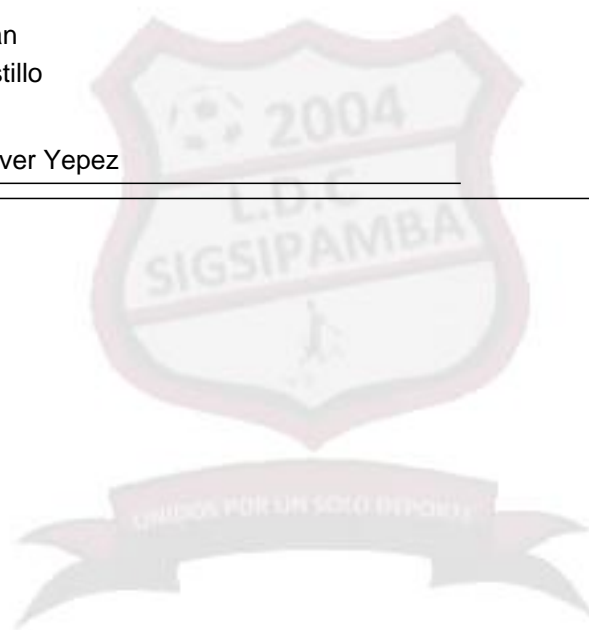 an
stillo
ver Yepez
2004
L.D.C
SIGSIPAMBA
UNIDOS POR UN SOLO DEPORTE